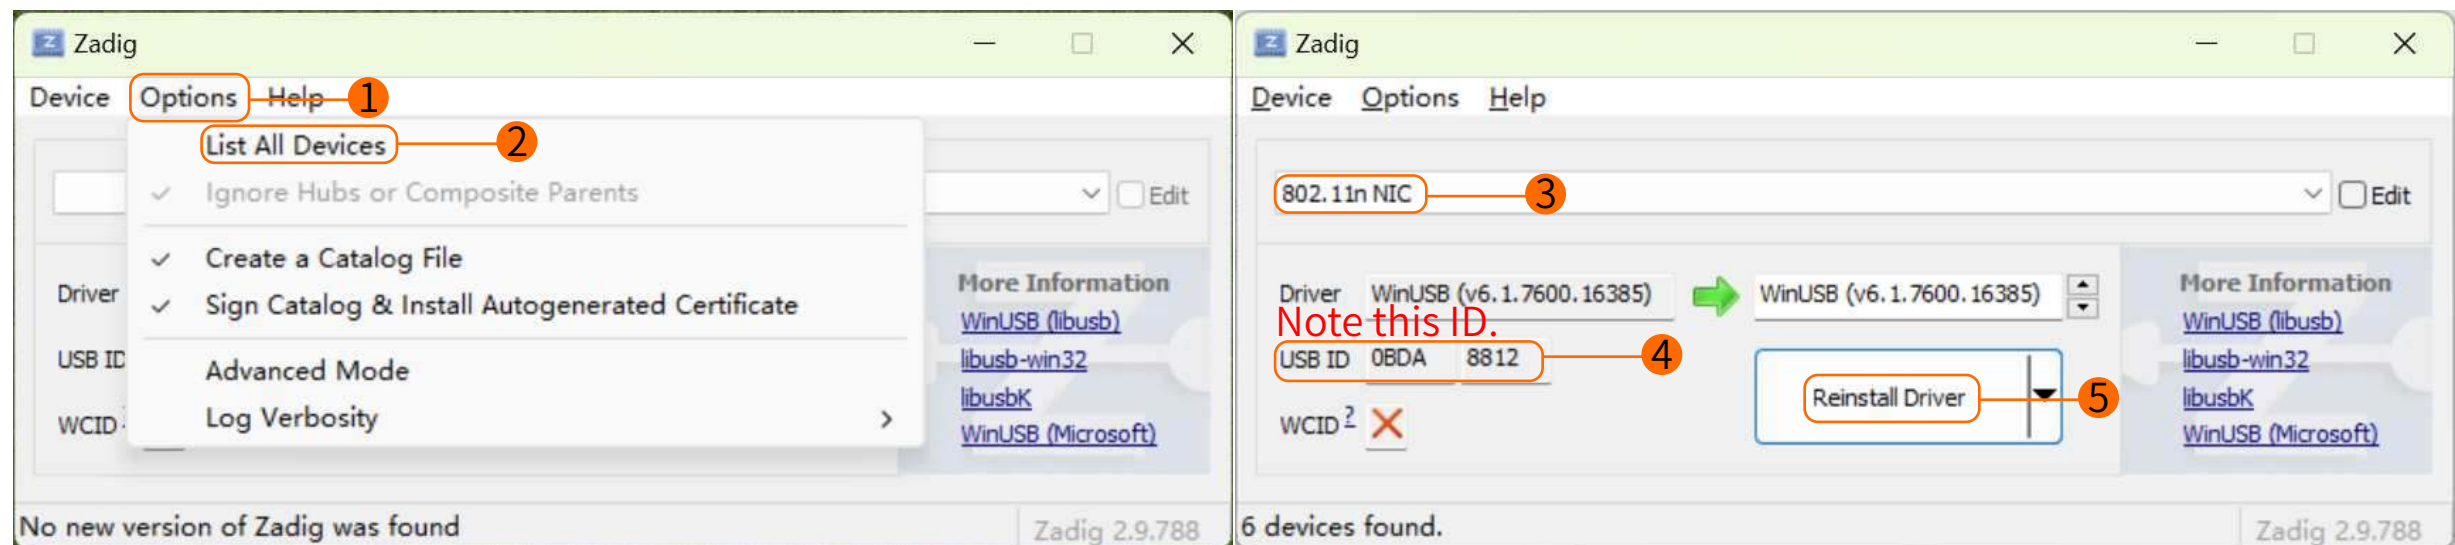 Zadig
Device Options Help 1
List All Devices 2
Ignore Hubs or Composite Parents
Edit
Create a Catalog File
Sign Catalog & Install Autogenerated Certificate
Advanced Mode
Log Verbosity
Driver
USB ID
WCID
More Information
WinUSB (libusb)
libusb-win32
libusbK
WinUSB (Microsoft)
No new version of Zadig was found
Zadig 2.9.788
Zadig
Device Options Help
802.11n NIC 3
Edit
Driver WinUSB (v6.1.7600.16385) WinUSB (v6.1.7600.16385)
Note this ID.
USB ID 0BDA 8812 4
WCID ?
Reinstall Driver 5
More Information
WinUSB (libusb)
libusb-win32
libusbK
WinUSB (Microsoft)
6 devices found.
Zadig 2.9.788